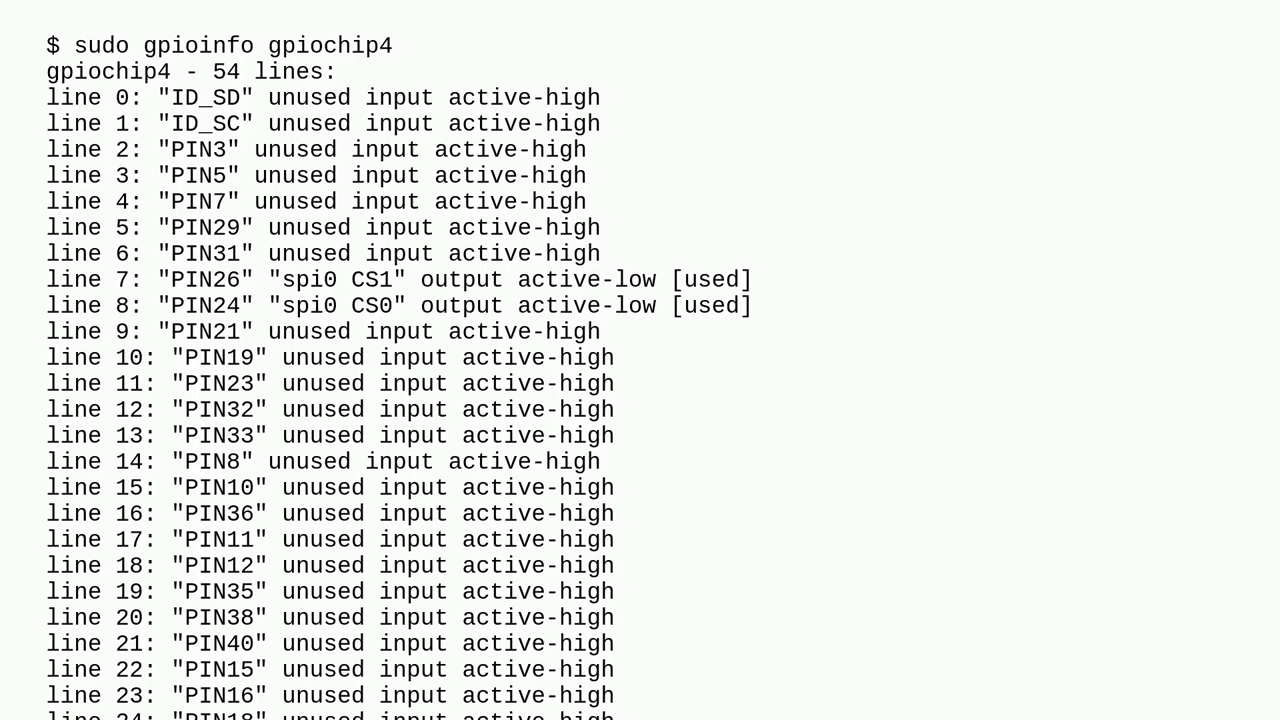 $ sudo gpioinfo gpiochip4
gpiochip4 - 54 lines:
line 0: "ID_SD" unused input active-high
line 1: "ID_SC" unused input active-high
line 2: "PIN3" unused input active-high
line 3: "PIN5" unused input active-high
line 4: "PIN7" unused input active-high
line 5: "PIN29" unused input active-high
line 6: "PIN31" unused input active-high
line 7: "PIN26" "spi0 CS1" output active-low [used]
line 8: "PIN24" "spi0 CS0" output active-low [used]
line 9: "PIN21" unused input active-high
line 10: "PIN19" unused input active-high
line 11: "PIN23" unused input active-high
line 12: "PIN32" unused input active-high
line 13: "PIN33" unused input active-high
line 14: "PIN8" unused input active-high
line 15: "PIN10" unused input active-high
line 16: "PIN36" unused input active-high
line 17: "PIN11" unused input active-high
line 18: "PIN12" unused input active-high
line 19: "PIN35" unused input active-high
line 20: "PIN38" unused input active-high
line 21: "PIN40" unused input active-high
line 22: "PIN15" unused input active-high
line 23: "PIN16" unused input active-high
line 24: "PIN18" unused input active-high